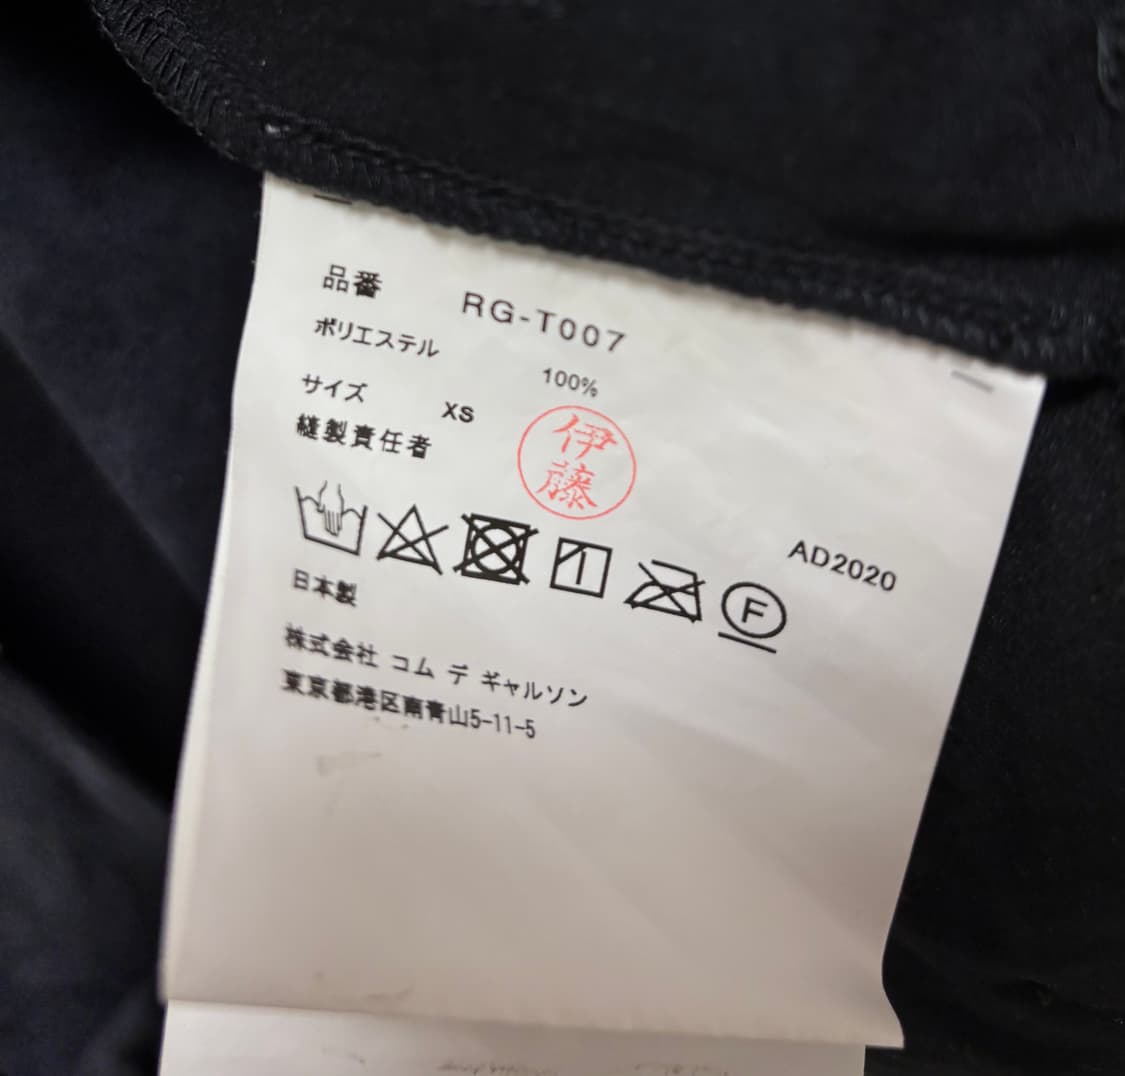 品番 RG-T007
ポリエステル 100%
サイズ XS
縫製責任者 伊藤
AD2020
F
日本製
株式会社 コム デ ギャルソン
東京都港区南青山5-11-5